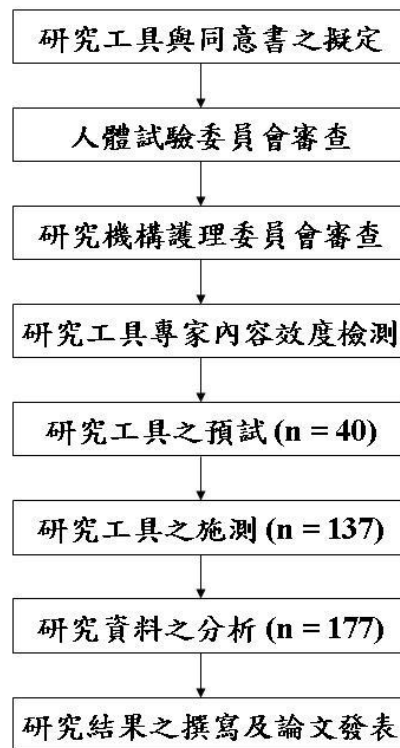 研究工具與同意書之擬定
人體試驗委員會審查
研究機構護理委員會審查
研究工具專家內容效度檢測
研究工具之預試 (n = 40)
研究工具之施測 (n = 137)
研究資料之分析 (n = 177)
研究結果之撰寫及論文發表